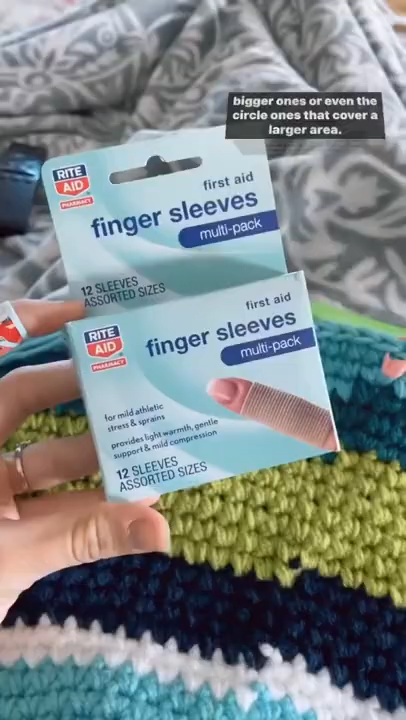 bigger ones or even the
circle ones that cover a
larger area.
RITE
AID
PHARMACY
first aid
finger sleeves
multi-pack
12 SLEEVES
ASSORTED SIZES
RITE
AID
PHARMACY
first aid
finger sleeves
multi-pack
for mild athletic
stress & sprains
provides light warmth, gentle
support & mild compression
12 SLEEVES
ASSORTED SIZES